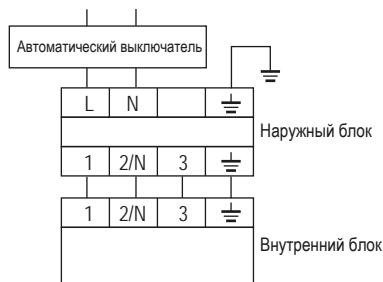 Автоматический выключатель
L N
Наружный блок
1 2/N 3
1 2/N 3
Внутренний блок